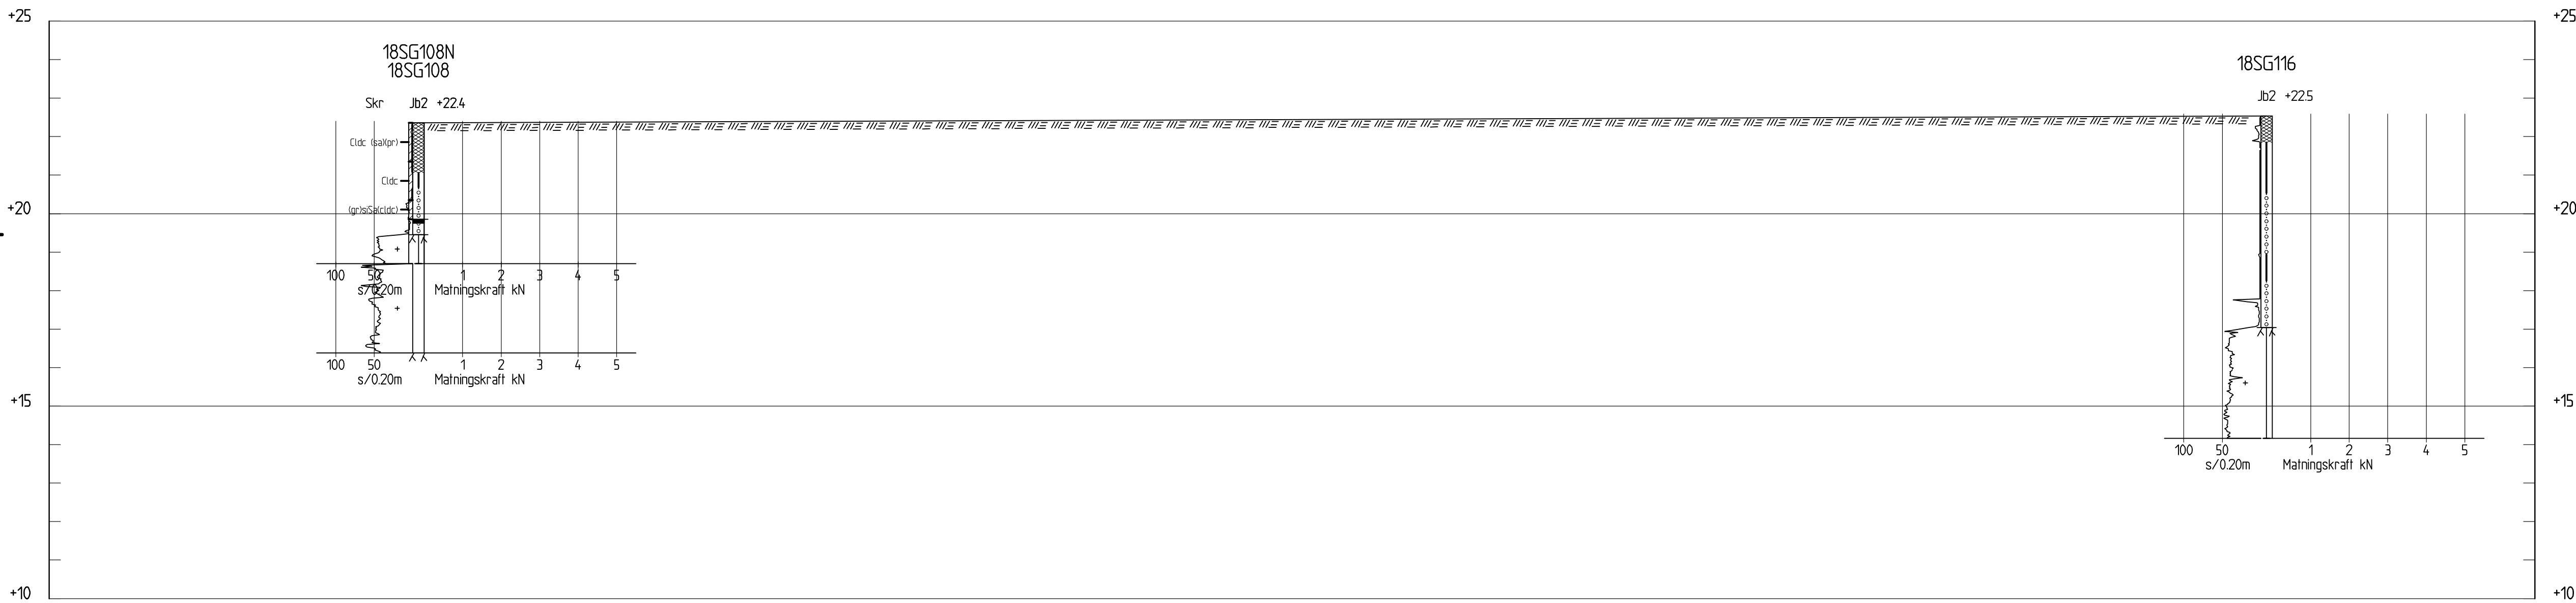 +25 +25
18SG108N
18SG108
18SG116
Skr Jb2 +22.4
Jb2 +22.5
Cldc (sa)(pr)
Cldc
(gr)siSa(cldc)
+20 +20
100 50 1 2 3 4 5
s/0.20m Matningskraft kN
100 50 1 2 3 4 5
s/0.20m Matningskraft kN
+15 +15
100 50 1 2 3 4 5
s/0.20m Matningskraft kN
+10 +10